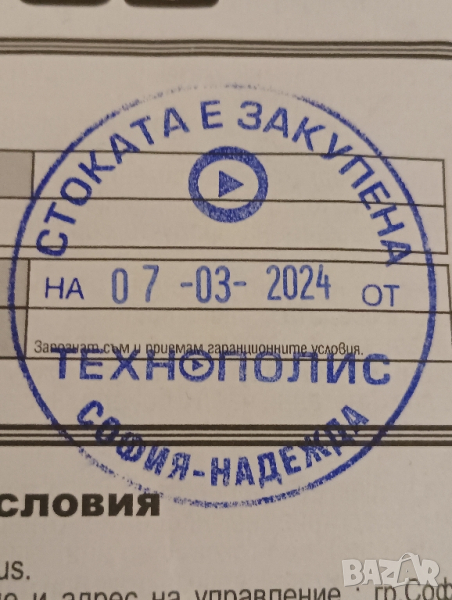 СТОКАТА Е ЗАКУПЕНА
НА 07 -03- 2024 ОТ
Запознат съм и приемам гаранционните условия.
ТЕХНОПОЛИС
СОФИЯ-НАДЕЖДА
словия
us.
и адрес на управление : гр.Соф
BAZAR